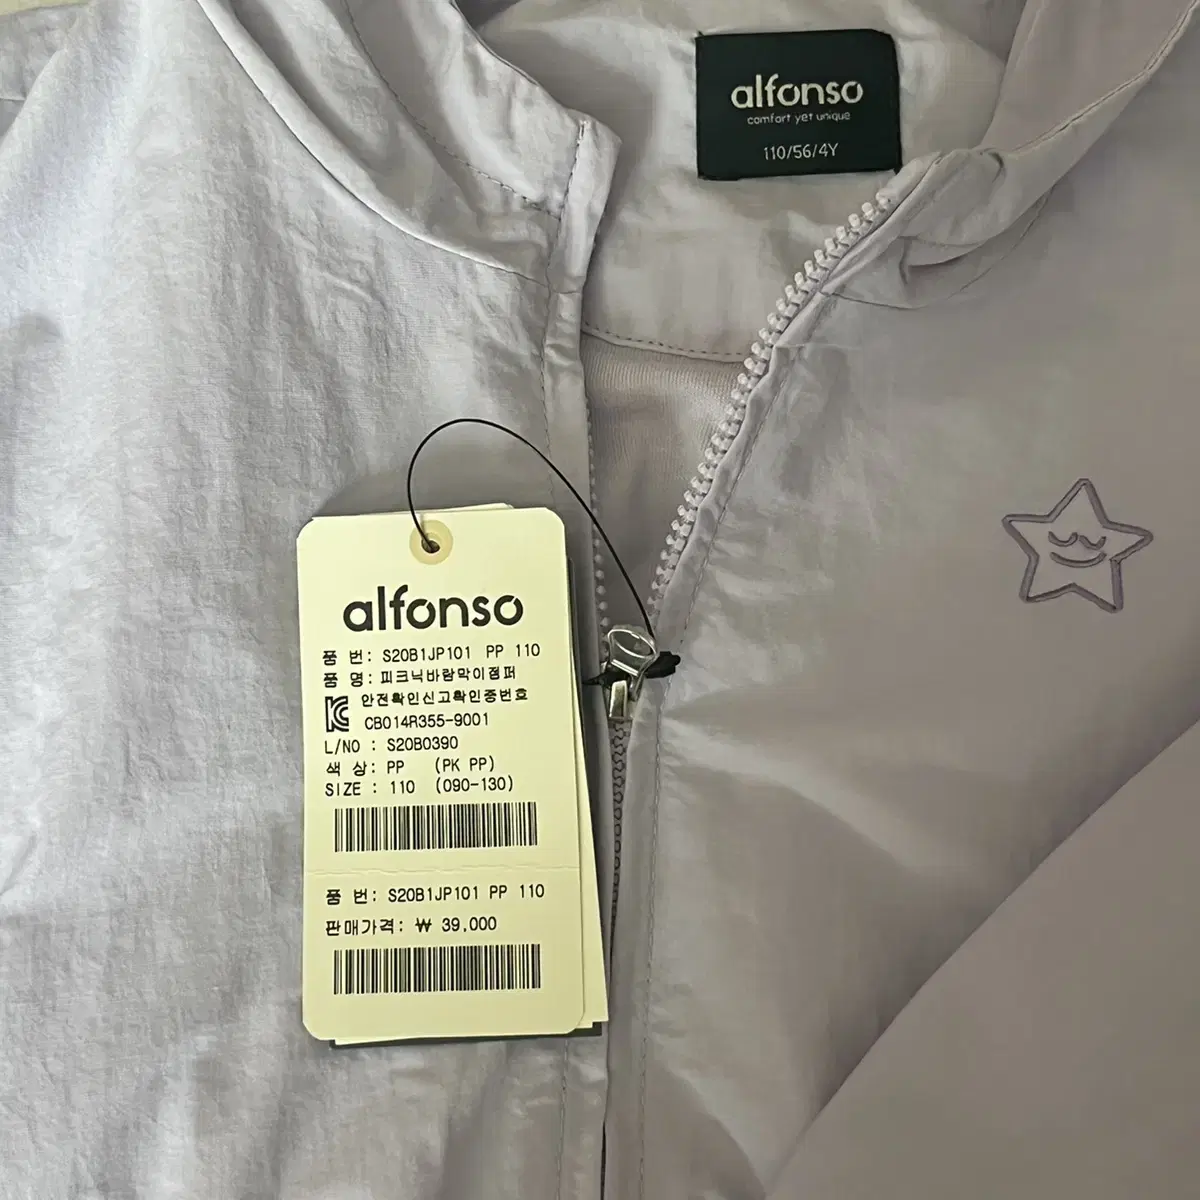 alfonso
comfort yet unique
110/56/4Y
alfonso
품 번: S20B1JP101 PP 110
품 명: 피크닉바람막이점퍼
안전확인신고확인증번호
CB014R355-9001
L/NO : S20B0390
색 상: PP (PK PP)
SIZE : 110 (090-130)
품 번: S20B1JP101 PP 110
판매가격: ₩ 39,000